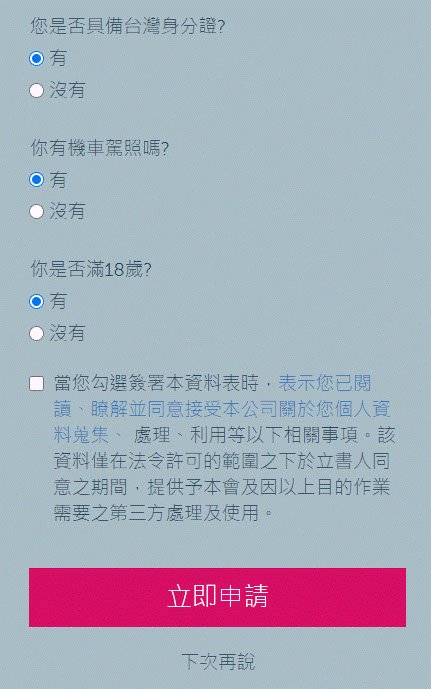 您是否具備台灣身分證?
有
沒有
你有機車駕照嗎?
有
沒有
你是否滿18歲?
有
沒有
當您勾選簽署本資料表時，表示您已閱
讀、瞭解並同意接受本公司關於您個人資
料蒐集、 處理、利用等以下相關事項。該
資料僅在法令許可的範圍之下於立書人同
意之期間，提供予本會及因以上目的作業
需要之第三方處理及使用。
立即申請
下次再說